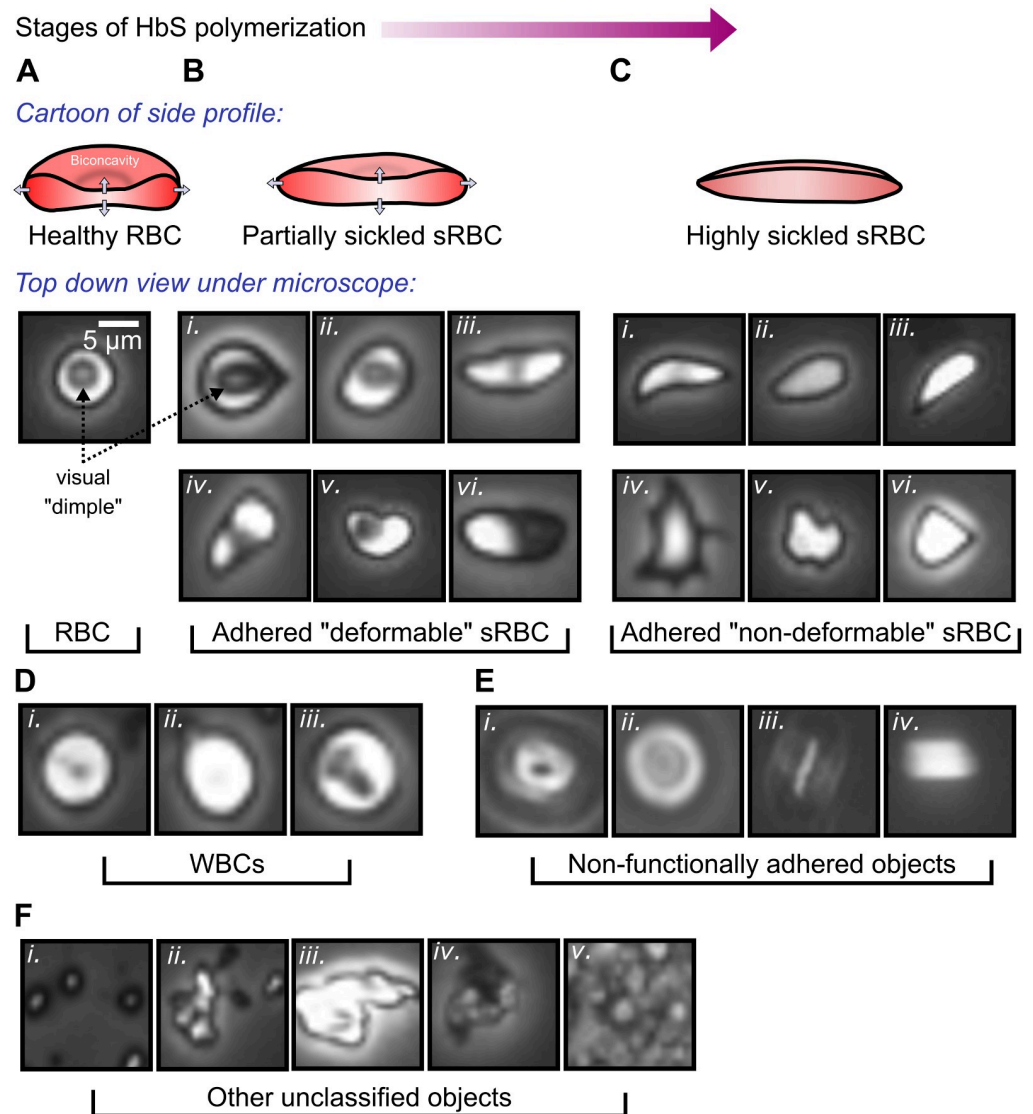 Stages of HbS polymerization
A
B
C
Cartoon of side profile:
Biconcavity
Healthy RBC
Partially sickled sRBC
Highly sickled sRBC
Top down view under microscope:
5 µm
i.
ii.
iii.
i.
ii.
iii.
visual
"dimple"
iv.
v.
vi.
iv.
v.
vi.
RBC
Adhered "deformable" sRBC
Adhered "non-deformable" sRBC
D
E
i.
ii.
iii.
i.
ii.
iii.
iv.
WBCs
Non-functionally adhered objects
F
i.
ii.
iii.
iv.
v.
Other unclassified objects